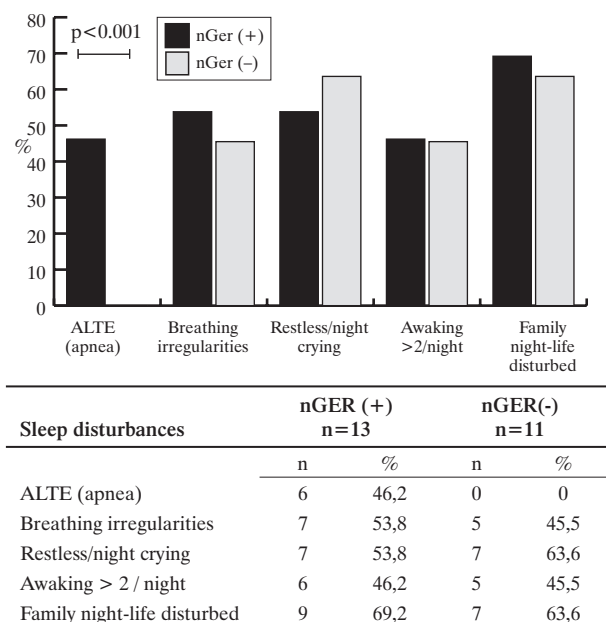 80
p<0.001
nGer (+)
nGer (–)
70
60
50
%
40
30
20
10
0
ALTE
(apnea)
Breathing
irregularities
Restless/night
crying
Awaking
>2/night
Family
night-life
disturbed
Sleep disturbances nGER (+) n=13 nGER(-) n=11
n % n %
ALTE (apnea) 6 46,2 0 0
Breathing irregularities 7 53,8 5 45,5
Restless/night crying 7 53,8 7 63,6
Awaking > 2 / night 6 46,2 5 45,5
Family night-life disturbed 9 69,2 7 63,6